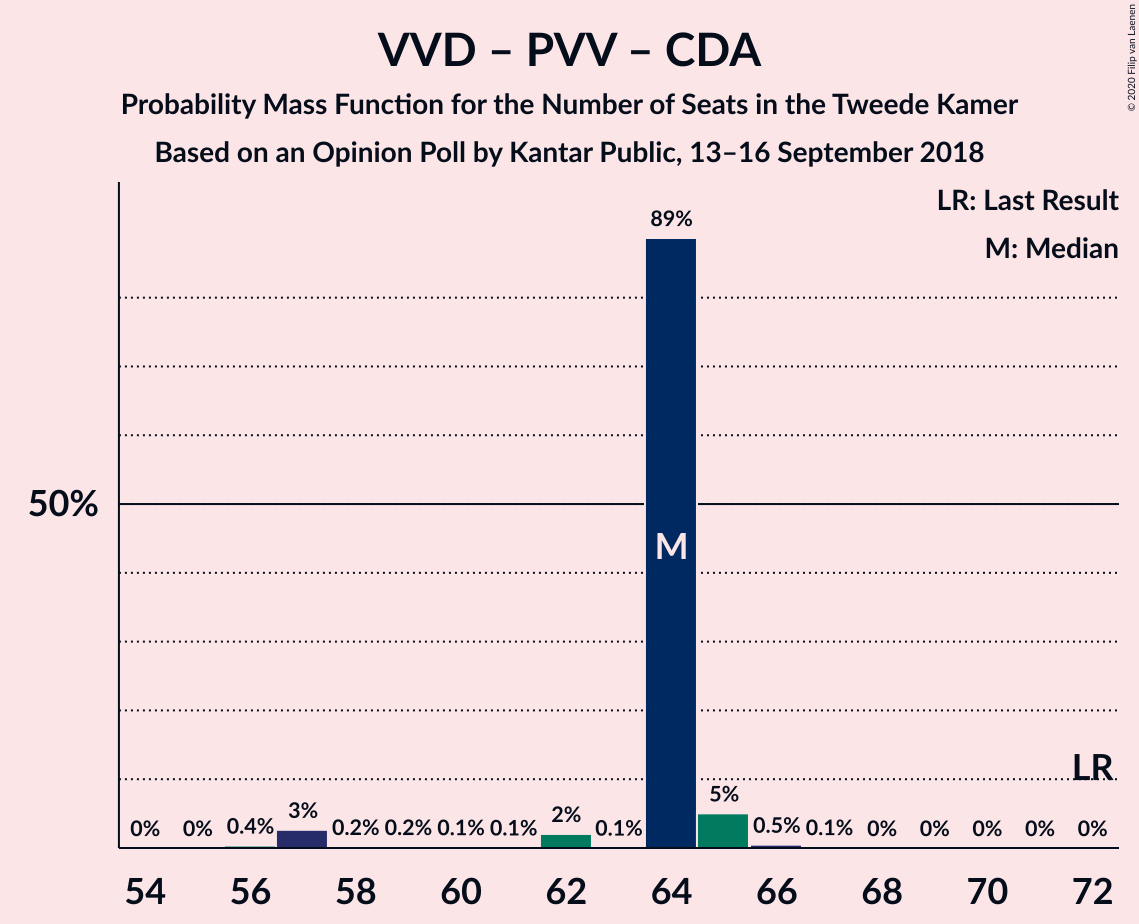 © 2020 Filip van Laenen
VVD – PVV – CDA
Probability Mass Function for the Number of Seats in the Tweede Kamer
Based on an Opinion Poll by Kantar Public, 13–16 September 2018
LR: Last Result
M: Median
89%
50%
M
LR
0% 0% 0.4% 3% 0.2% 0.2% 0.1% 0.1% 2% 0.1% 5% 0.5% 0.1% 0% 0% 0% 0% 0%
54 56 58 60 62 64 66 68 70 72